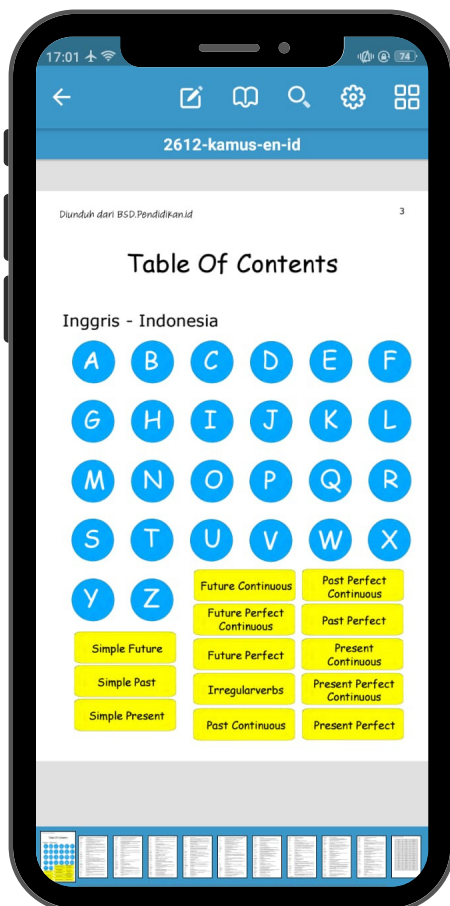 17:01
74
2612-kamus-en-id
Diunduh dari BSD.Pendidikan.id
3
Table Of Contents
Inggris - Indonesia
A B C D E F
G H I J K L
M N O P Q R
S T U V W X
Y Z
Simple Future
Simple Past
Simple Present
Future Continuous
Future Perfect
Continuous
Future Perfect
Irregularverbs
Past Continuous
Past Perfect
Continuous
Past Perfect
Present
Continuous
Present Perfect
Continuous
Present Perfect